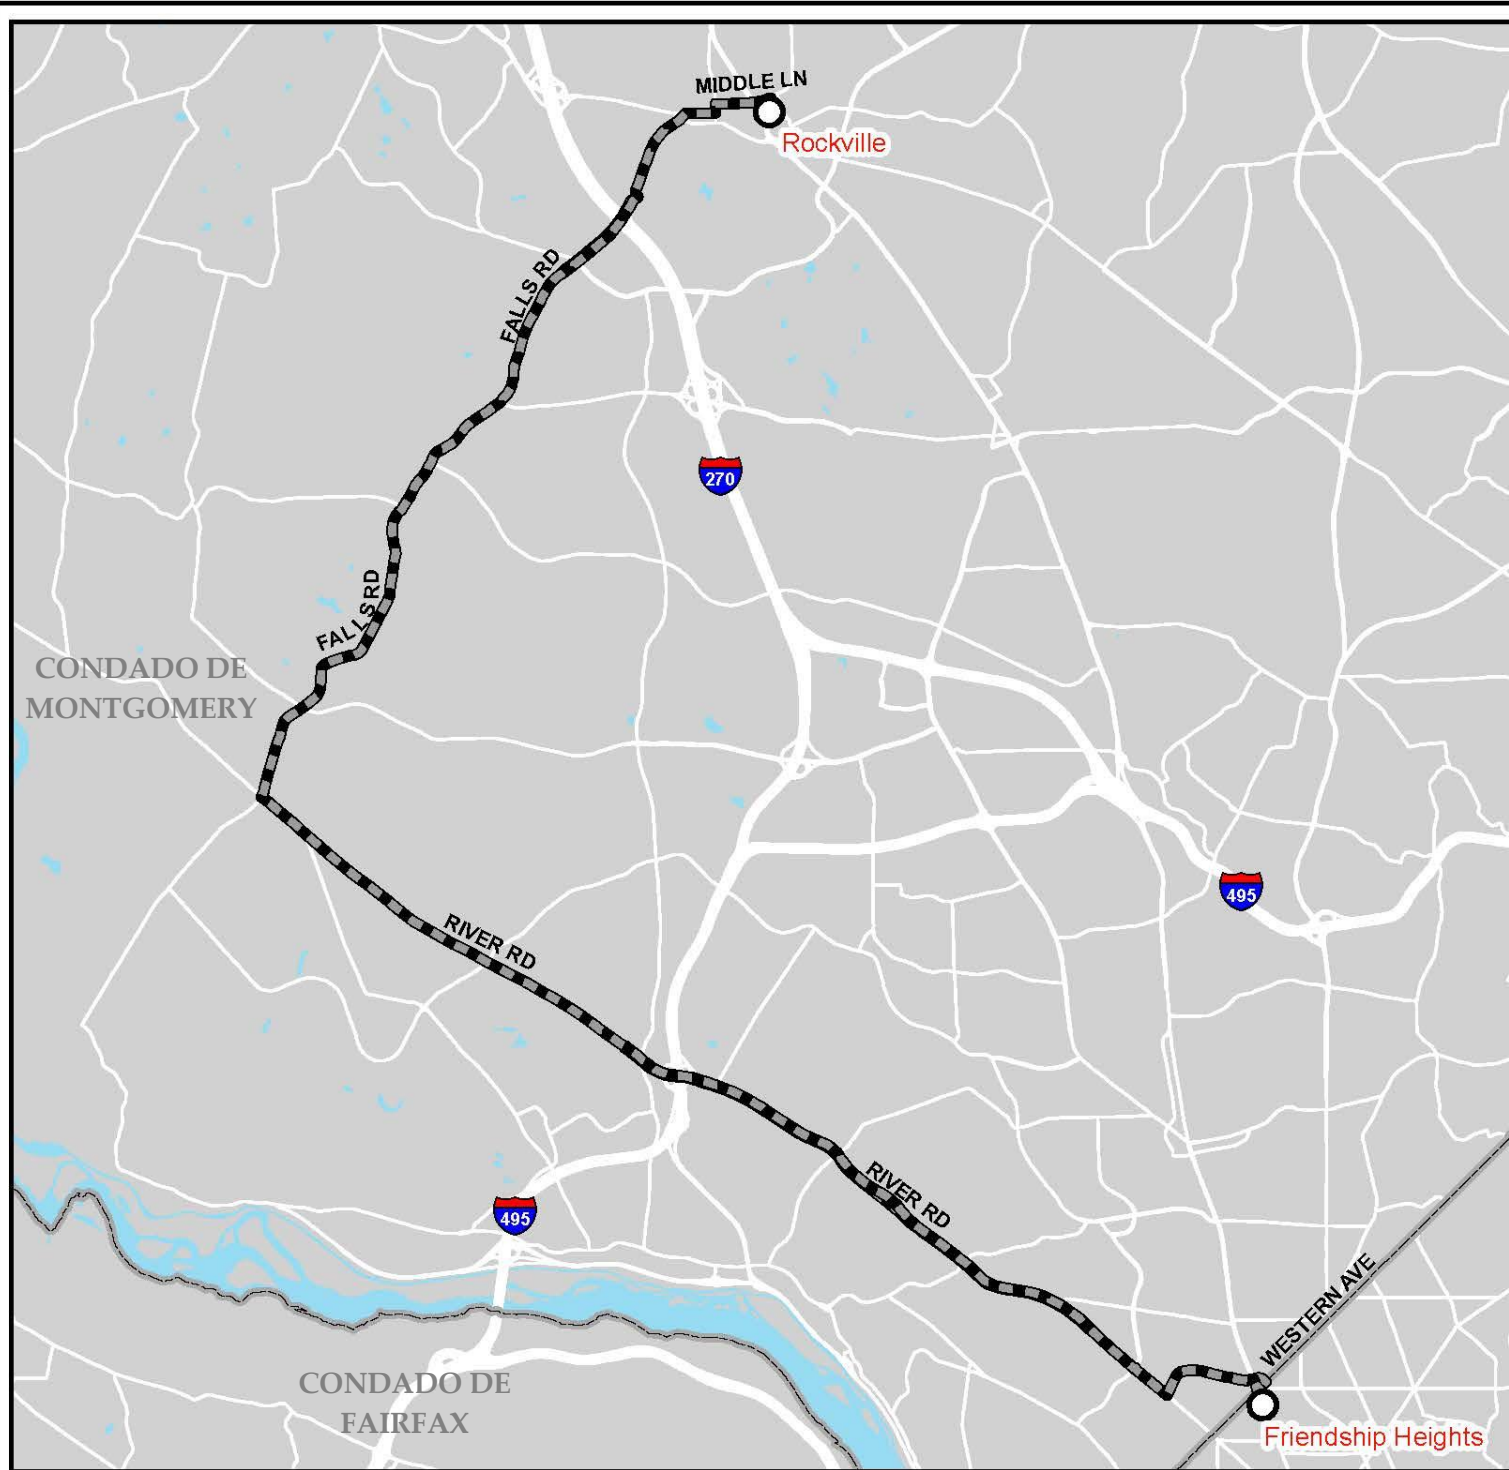 MIDDLE LN
Rockville
FALLS RD
270
FALLS RD
CONDADO DE
MONTGOMERY
495
RIVER RD
RIVER RD
495
WESTERN AVE
CONDADO DE
FAIRFAX
Friendship Heights